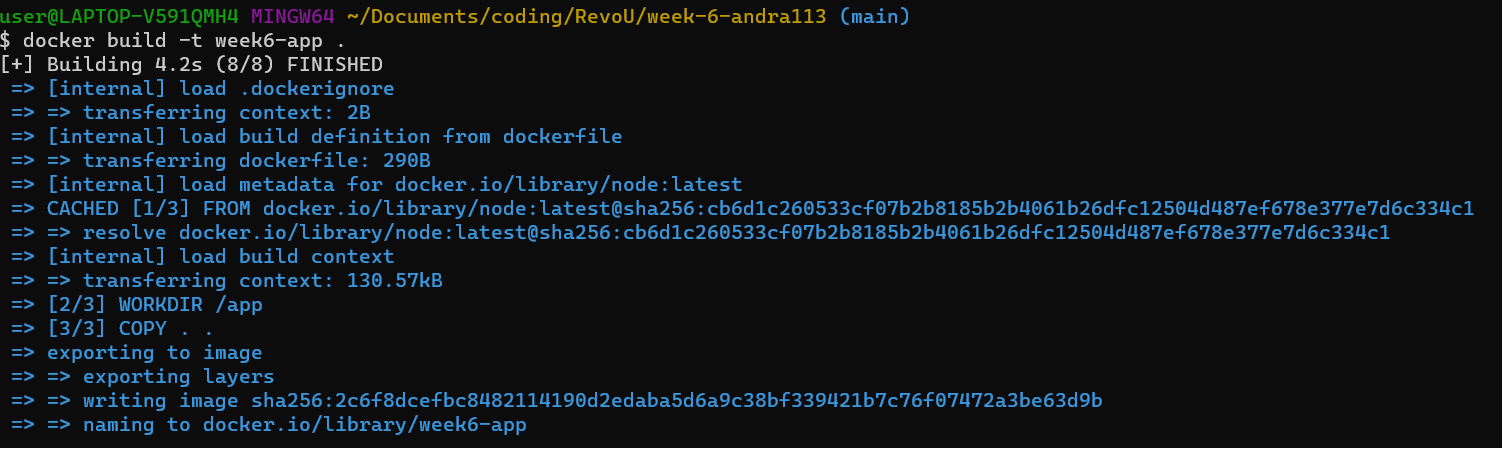 user@LAPTOP-V591QMH4 MINGW64 ~/Documents/coding/RevoU/week-6-andra113 (main)
$ docker build -t week6-app .
[+] Building 4.2s (8/8) FINISHED
=> [internal] load .dockerignore
=> => transferring context: 2B
=> [internal] load build definition from dockerfile
=> => transferring dockerfile: 290B
=> [internal] load metadata for docker.io/library/node:latest
=> CACHED [1/3] FROM docker.io/library/node:latest@sha256:cb6d1c260533cf07b2b8185b2b4061b26dfc12504d487ef678e377e7d6c334c1
=> => resolve docker.io/library/node:latest@sha256:cb6d1c260533cf07b2b8185b2b4061b26dfc12504d487ef678e377e7d6c334c1
=> [internal] load build context
=> => transferring context: 130.57kB
=> [2/3] WORKDIR /app
=> [3/3] COPY . .
=> exporting to image
=> => exporting layers
=> => writing image sha256:2c6f8dcefbc8482114190d2edaba5d6a9c38bf339421b7c76f07472a3be63d9b
=> => naming to docker.io/library/week6-app